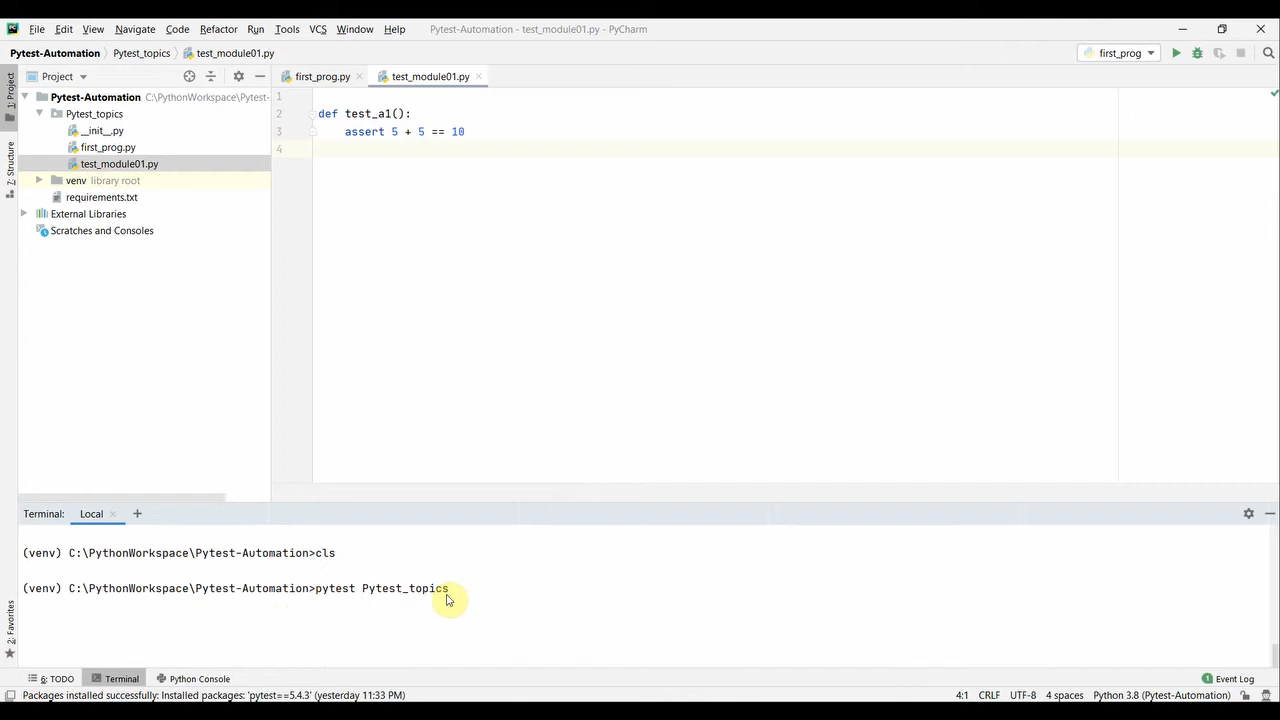 File Edit View Navigate Code Refactor Run Tools VCS Window Help Pytest-Automation - test_module01.py - PyCharm
Pytest-Automation Pytest_topics test_module01.py first_prog
1: Project
Project
first_prog.py test_module01.py
Pytest-Automation C:\PythonWorkspace\Pytest-
Pytest_topics
__init__.py
first_prog.py
test_module01.py
venv library root
requirements.txt
External Libraries
Scratches and Consoles
7: Structure
1
2 def test_a1():
3 assert 5 + 5 == 10
4
Terminal: Local
(venv) C:\PythonWorkspace\Pytest-Automation>cls
(venv) C:\PythonWorkspace\Pytest-Automation>pytest Pytest_topics
2: Favorites
6: TODO Terminal Python Console 1 Event Log
Packages installed successfully: Installed packages: 'pytest==5.4.3' (yesterday 11:33 PM) 4:1 CRLF UTF-8 4 spaces Python 3.8 (Pytest-Automation)